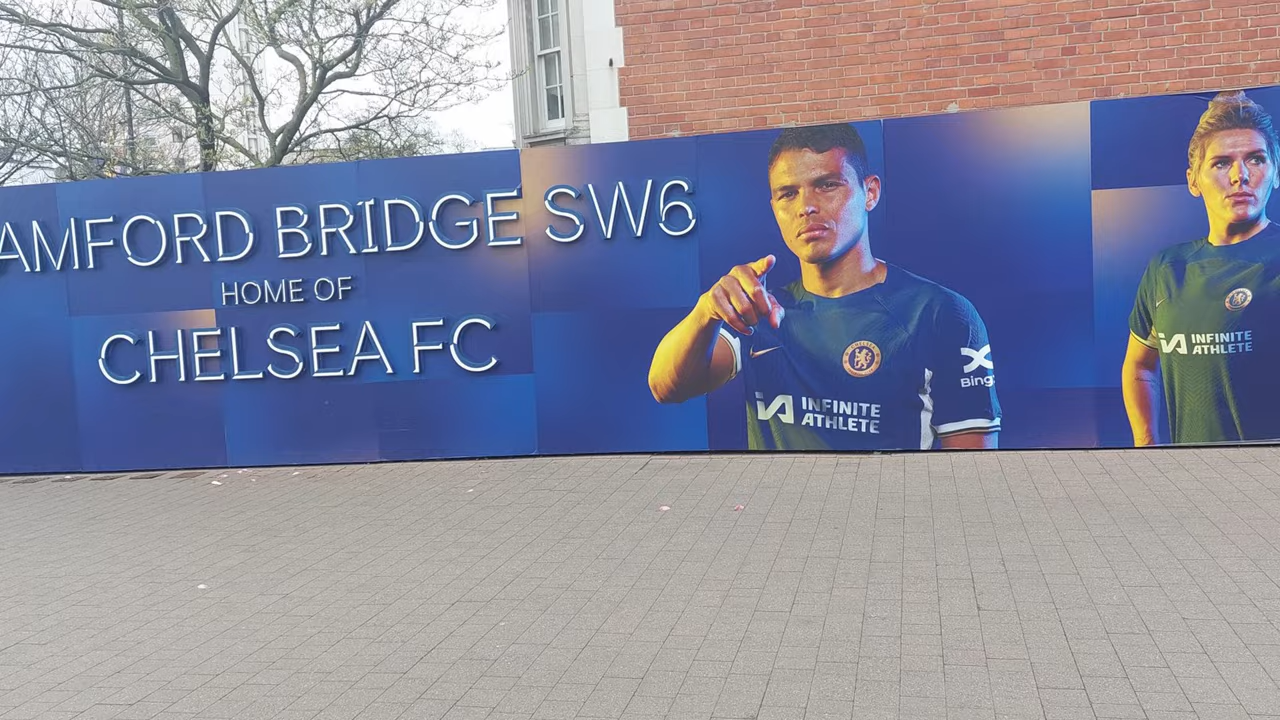 AMFORD BRIDGE SW6
HOME OF
CHELSEA FC
INFINITE
ATHLETE
Bing
INFINITE
ATHLETE